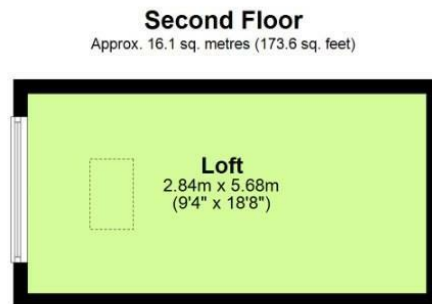 Second Floor
Approx. 16.1 sq. metres (173.6 sq. feet)
Loft
2.84m x 5.68m
(9'4" x 18'8")